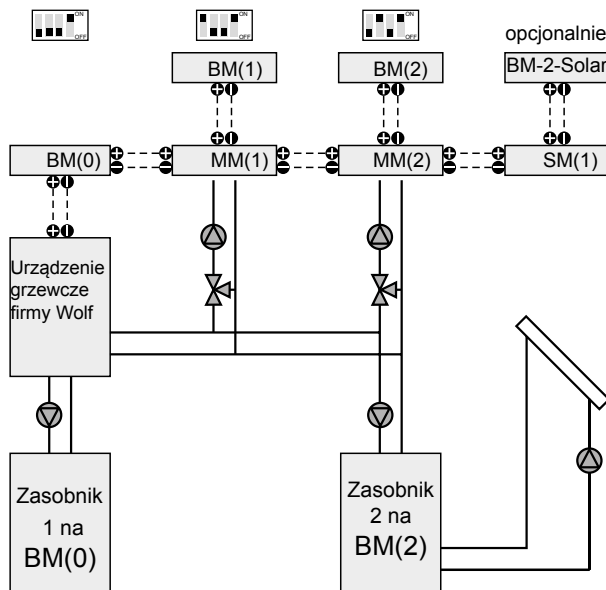 ON
OFF
ON
OFF
ON
OFF
opcjonalnie
BM(1)
BM(2)
BM-2-Solar
BM(0)
MM(1)
MM(2)
SM(1)
Urządzenie
grzewcze
firmy Wolf
Zasobnik
1 na
BM(0)
Zasobnik
2 na
BM(2)